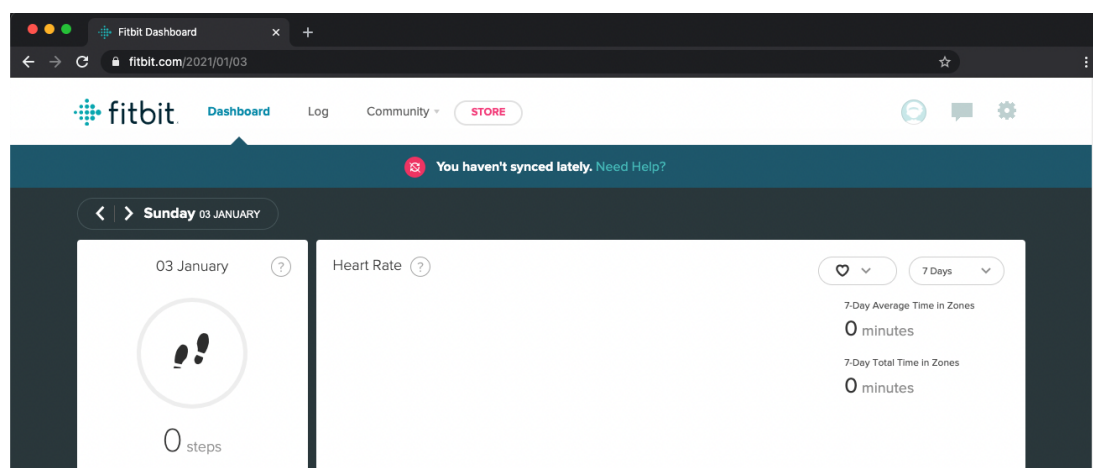 Fitbit Dashboard
fitbit.com/2021/01/03
fitbit Dashboard Log Community STORE
You haven't synced lately. Need Help?
Sunday 03 JANUARY
03 January ?
Heart Rate ?
7 Days
7-Day Average Time in Zones
0 minutes
7-Day Total Time in Zones
0 minutes
0 steps